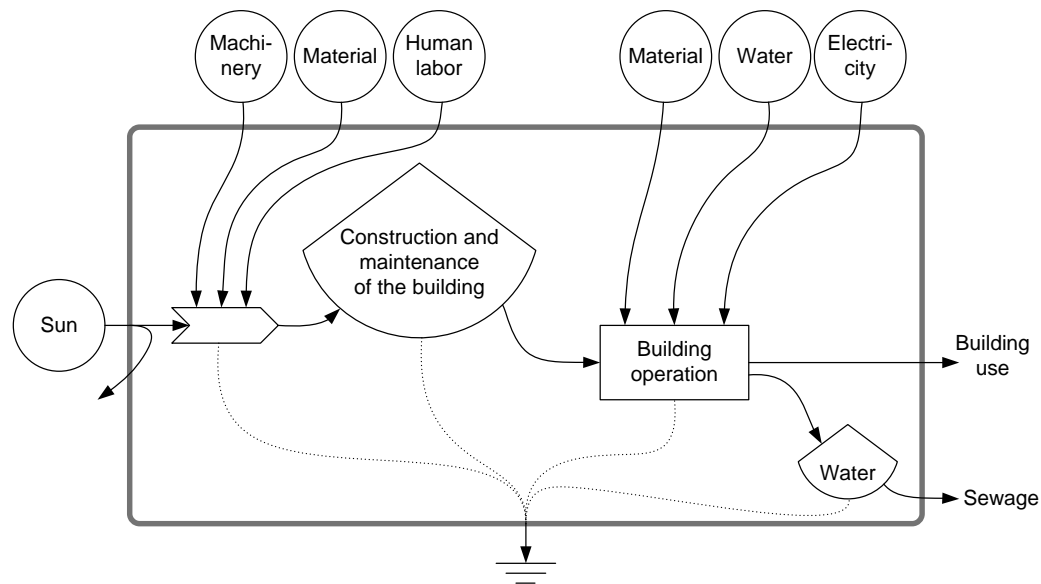 Machi-
nery
Material
Human
labor
Material
Water
Electri-
city
Construction and
maintenance
of the building
Sun
Building
operation
Building
use
Water
Sewage